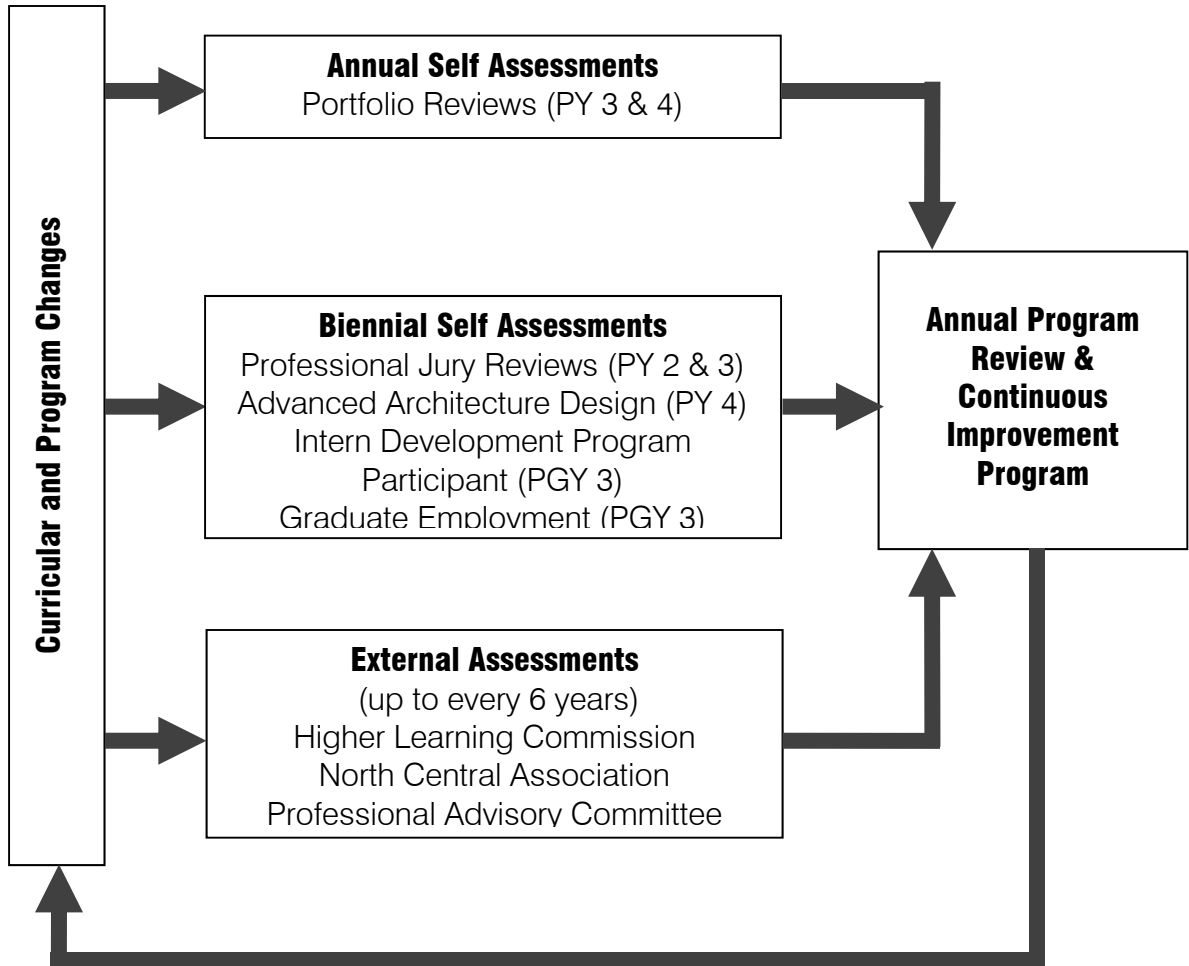 Curricular and Program Changes
Annual Self Assessments
Portfolio Reviews (PY 3 & 4)
Biennial Self Assessments
Professional Jury Reviews (PY 2 & 3)
Advanced Architecture Design (PY 4)
Intern Development Program
Participant (PGY 3)
Graduate Employment (PGY 3)
External Assessments
(up to every 6 years)
Higher Learning Commission
North Central Association
Professional Advisory Committee
Annual Program
Review &
Continuous
Improvement
Program